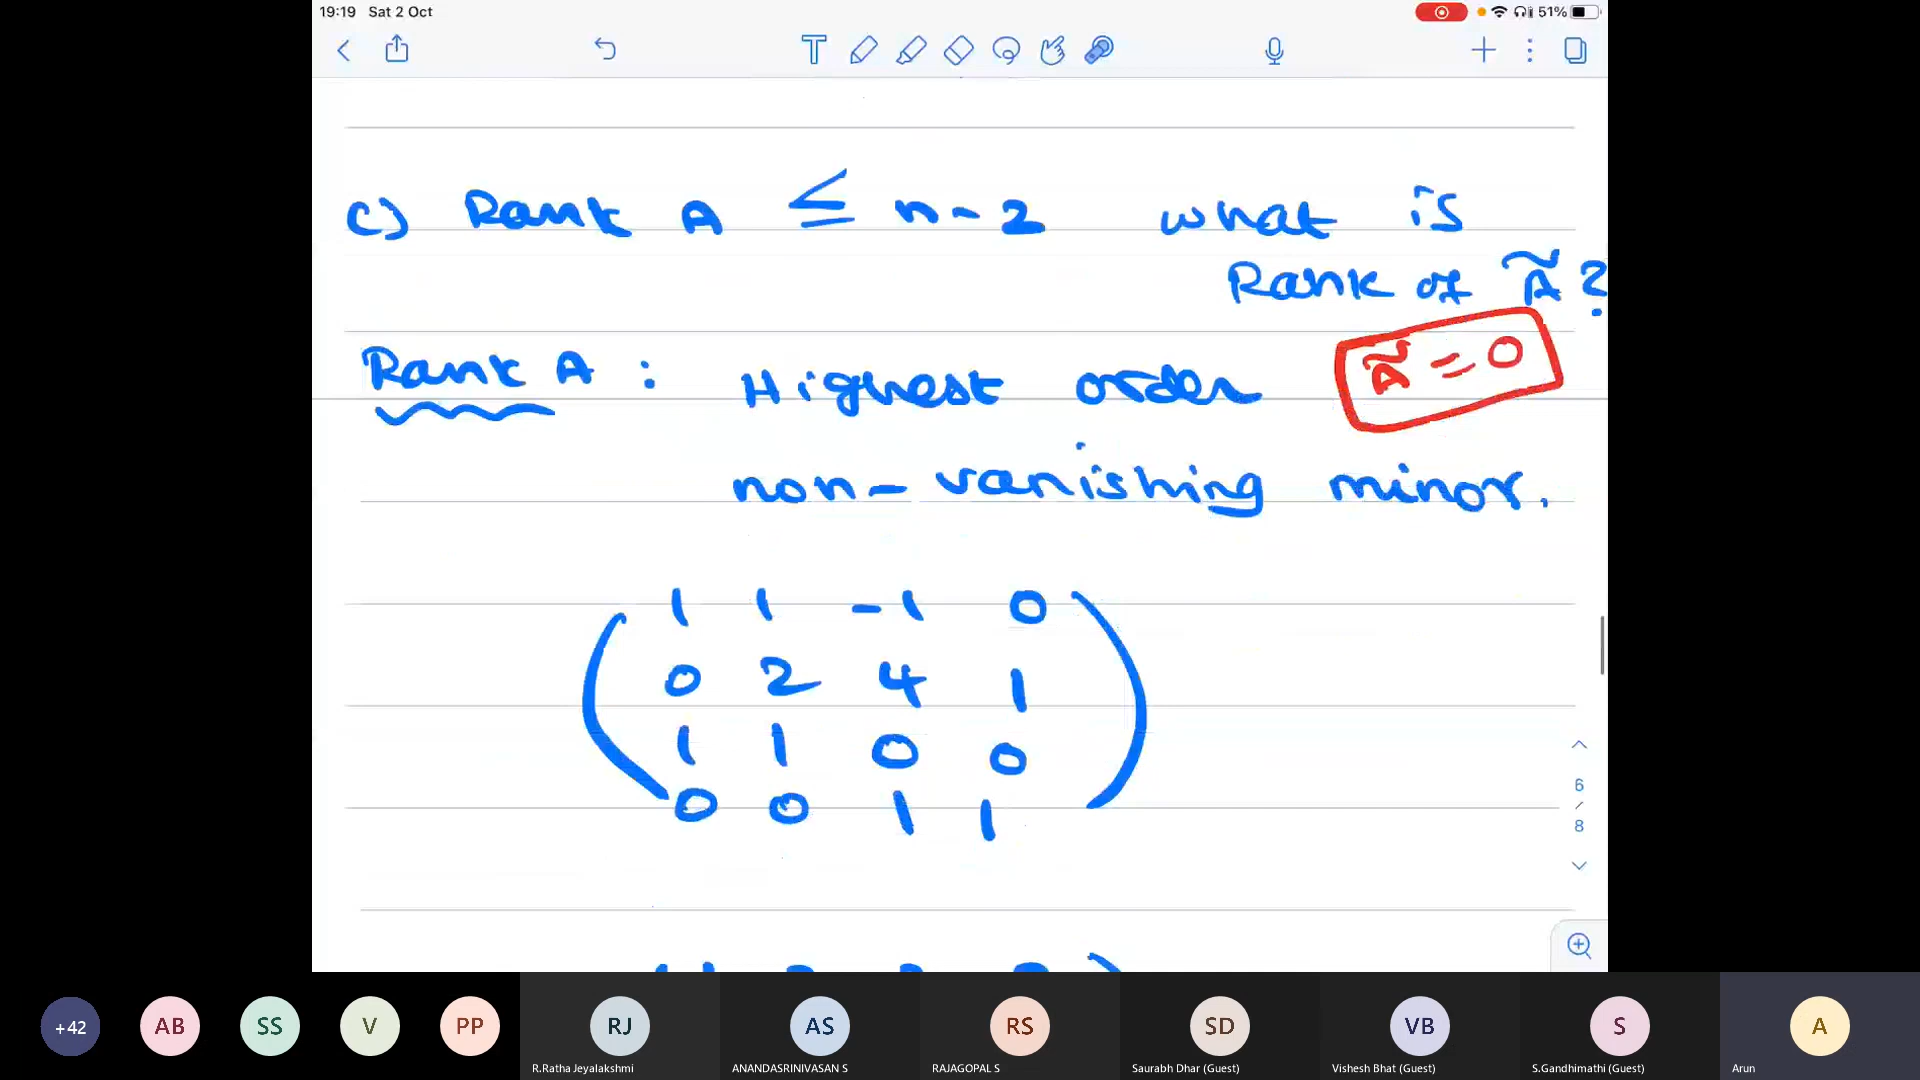 19:19 Sat 2 Oct
51%
c) Rank A ≤ n-2 what is
Rank of Ã?
Ã = 0
Rank A : Highest order
non-vanishing minor.
1 1 -1 0
0 2 4 1
1 1 0 0
0 0 1 1
6
/
8
+42
AB
SS
V
PP
RJ
AS
RS
SD
VB
S
A
R.Ratha Jeyalakshmi
ANANDASRINIVASAN S
RAJAGOPAL S
Saurabh Dhar (Guest)
Vishesh Bhat (Guest)
S.Gandhimathi (Guest)
Arun